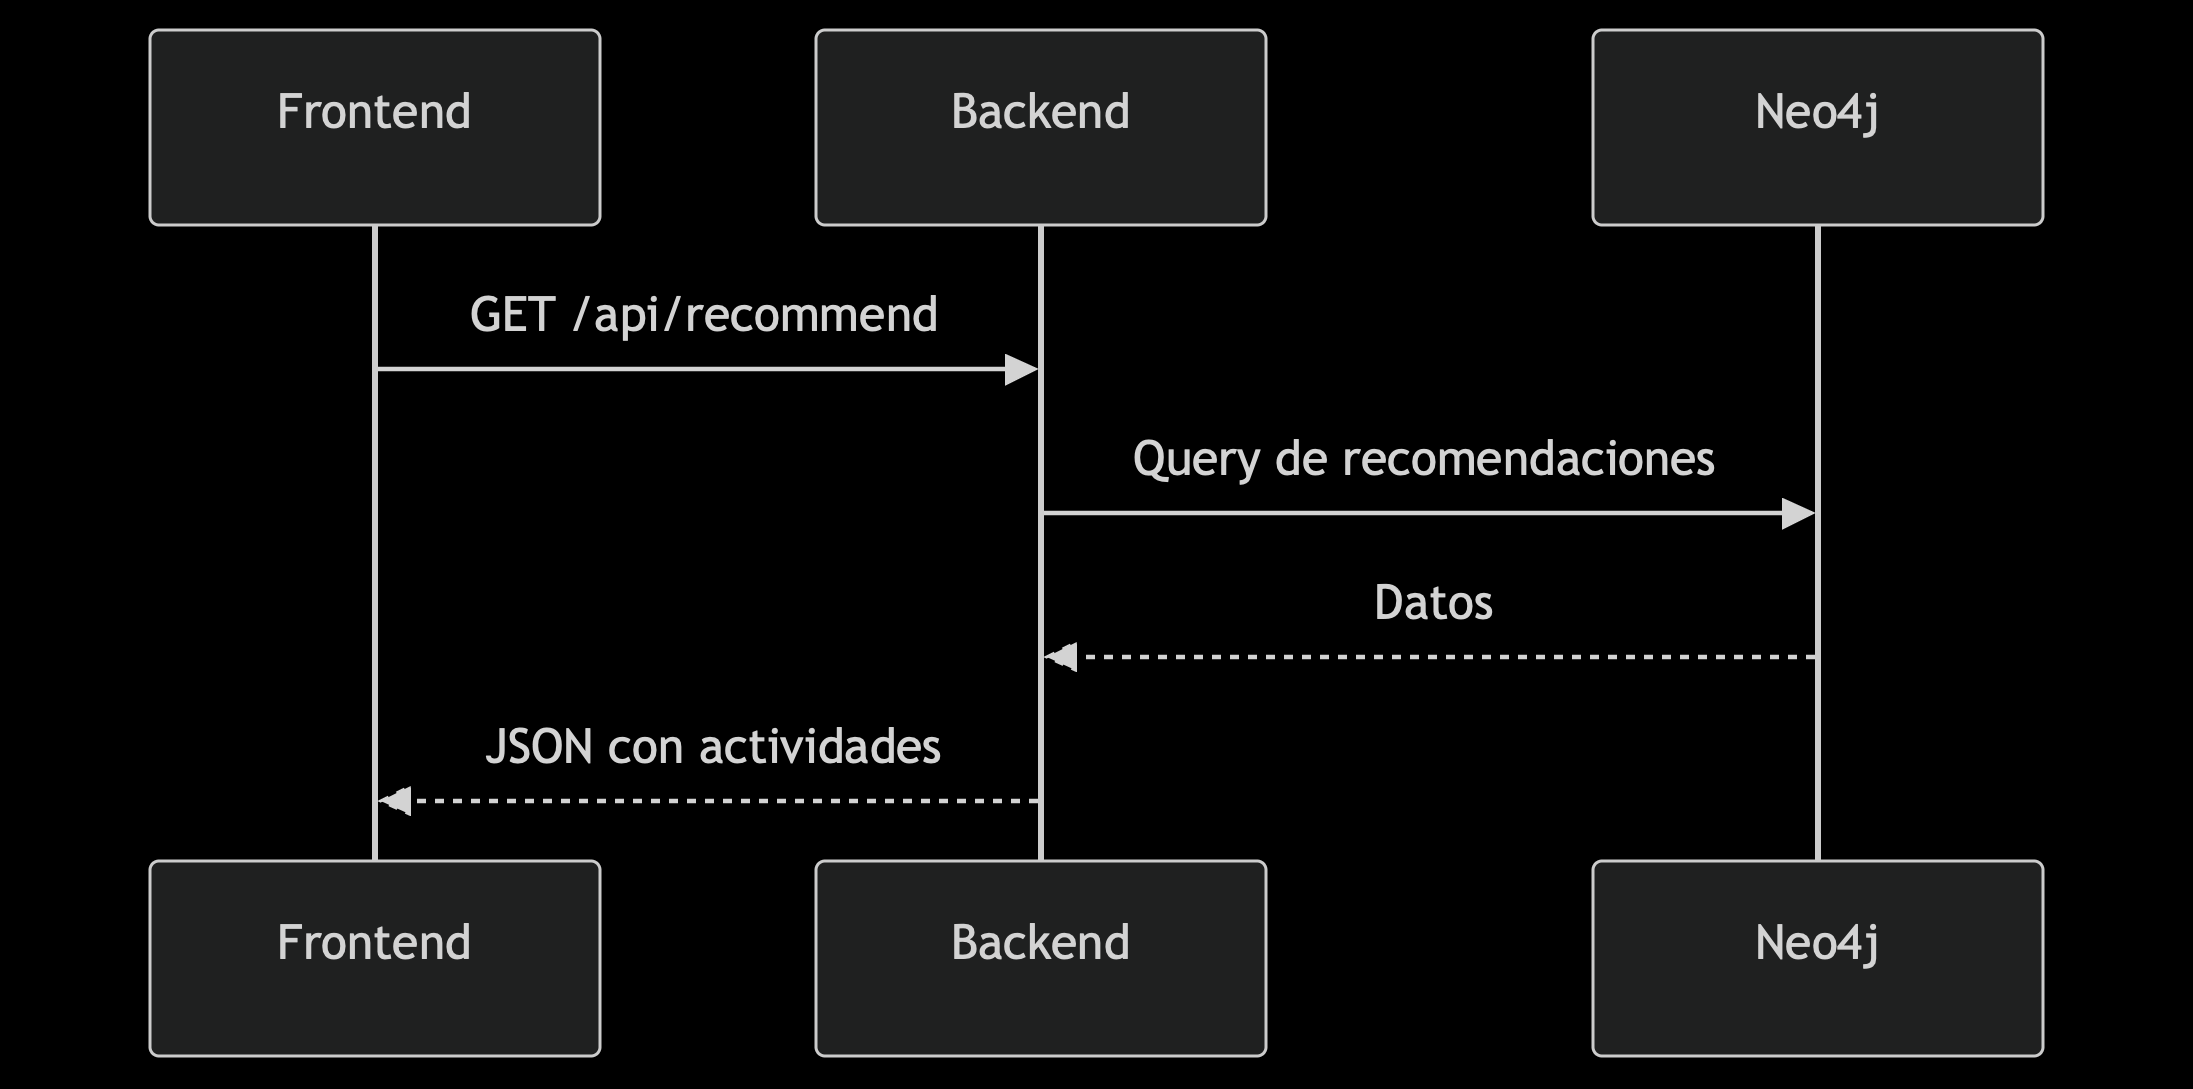 Frontend
Backend
Neo4j
GET /api/recommend
Query de recomendaciones
Datos
JSON con actividades
Frontend
Backend
Neo4j